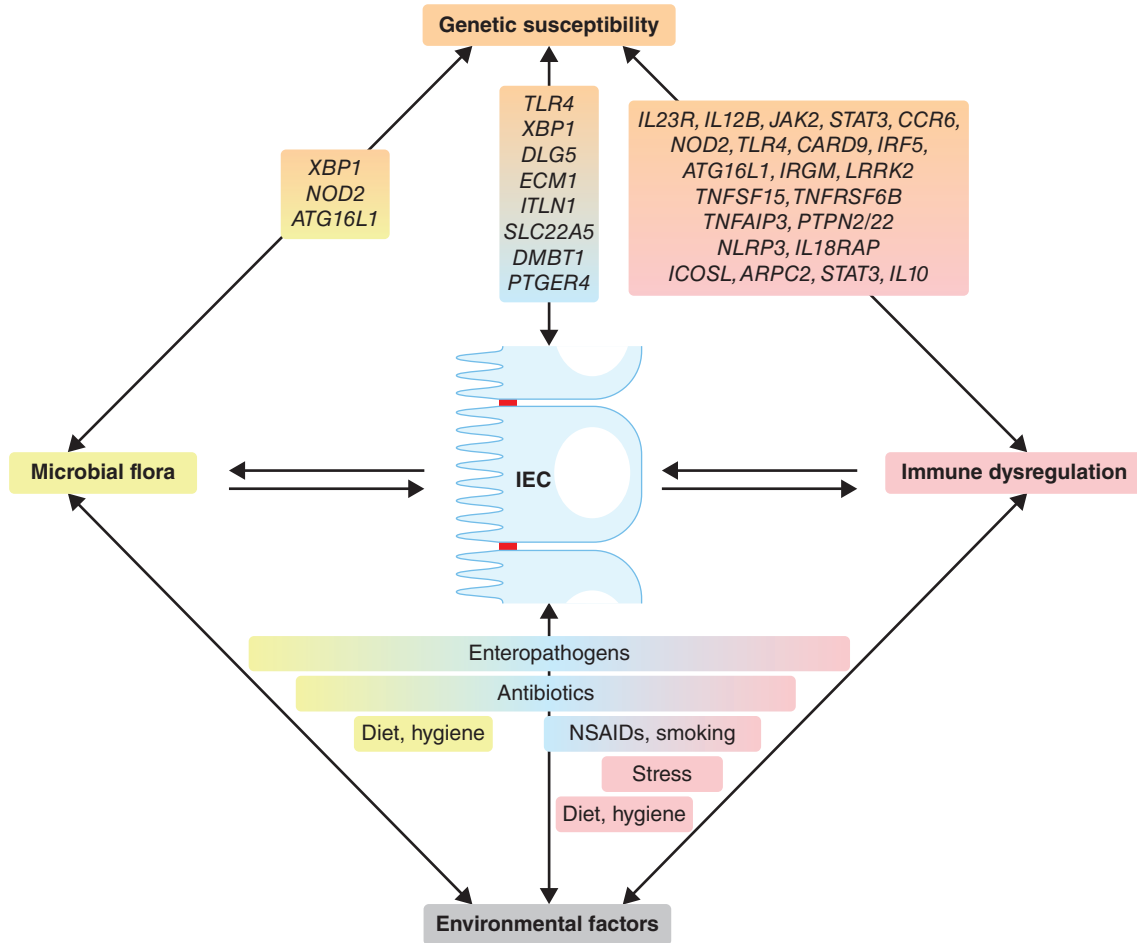 Genetic susceptibility
TLR4
XBP1
DLG5
ECM1
ITLN1
SLC22A5
DMBT1
PTGER4
IL23R, IL12B, JAK2, STAT3, CCR6,
NOD2, TLR4, CARD9, IRF5,
ATG16L1, IRGM, LRRK2
TNFSF15, TNFRSF6B
TNFAIP3, PTPN2/22
NLRP3, IL18RAP
ICOSL, ARPC2, STAT3, IL10
XBP1
NOD2
ATG16L1
Microbial flora
IEC
Immune dysregulation
Enteropathogens
Antibiotics
Diet, hygiene
NSAIDs, smoking
Stress
Diet, hygiene
Environmental factors